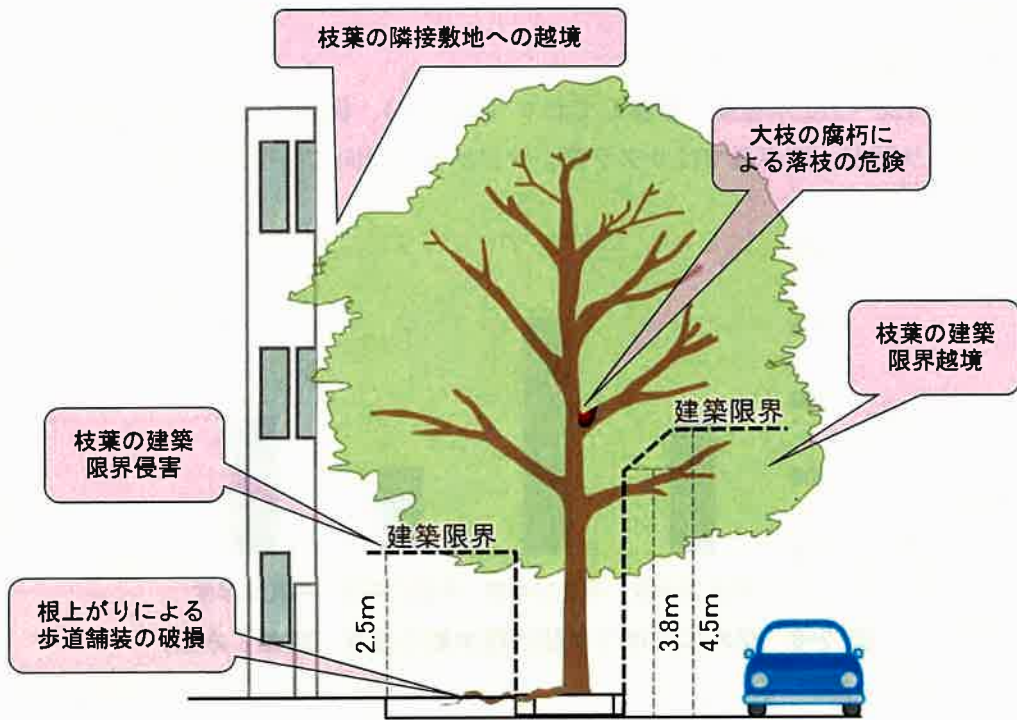 枝葉の隣接敷地への越境
大枝の腐朽に
よる落枝の危険
枝葉の建築
限界越境
建築限界
枝葉の建築
限界侵害
建築限界
根上がりによる
歩道舗装の破損
2.5m
3.8m
4.5m